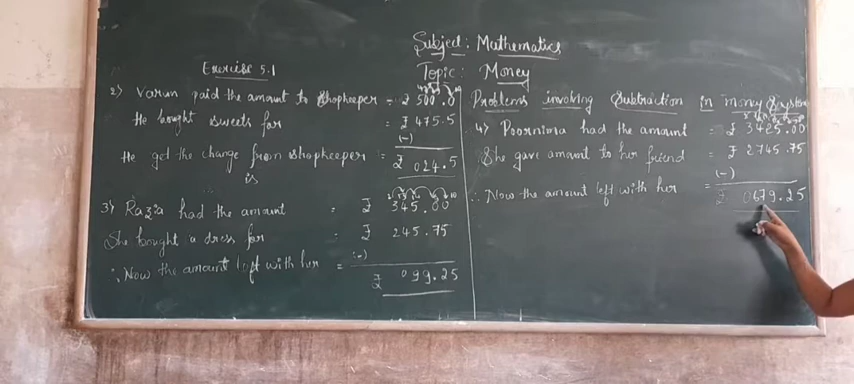 Subject: Mathematics
Topic: Money
Exercise 5.1
2) Varun paid the amount to shopkeeper = ₹ 500.0
He bought sweets for = ₹ 475.5
(-)
He get the change from shopkeeper is = ₹ 024.5
3) Razia had the amount = ₹ 345.00
She bought a dress for = ₹ 245.75
(-)
∴ Now the amount left with her = ₹ 099.25
Problems involving Subtraction in money System
4) Poornima had the amount = ₹ 3425.00
She gave amount to her friend = ₹ 2745.75
(-)
∴ Now the amount left with her = ₹ 0679.25